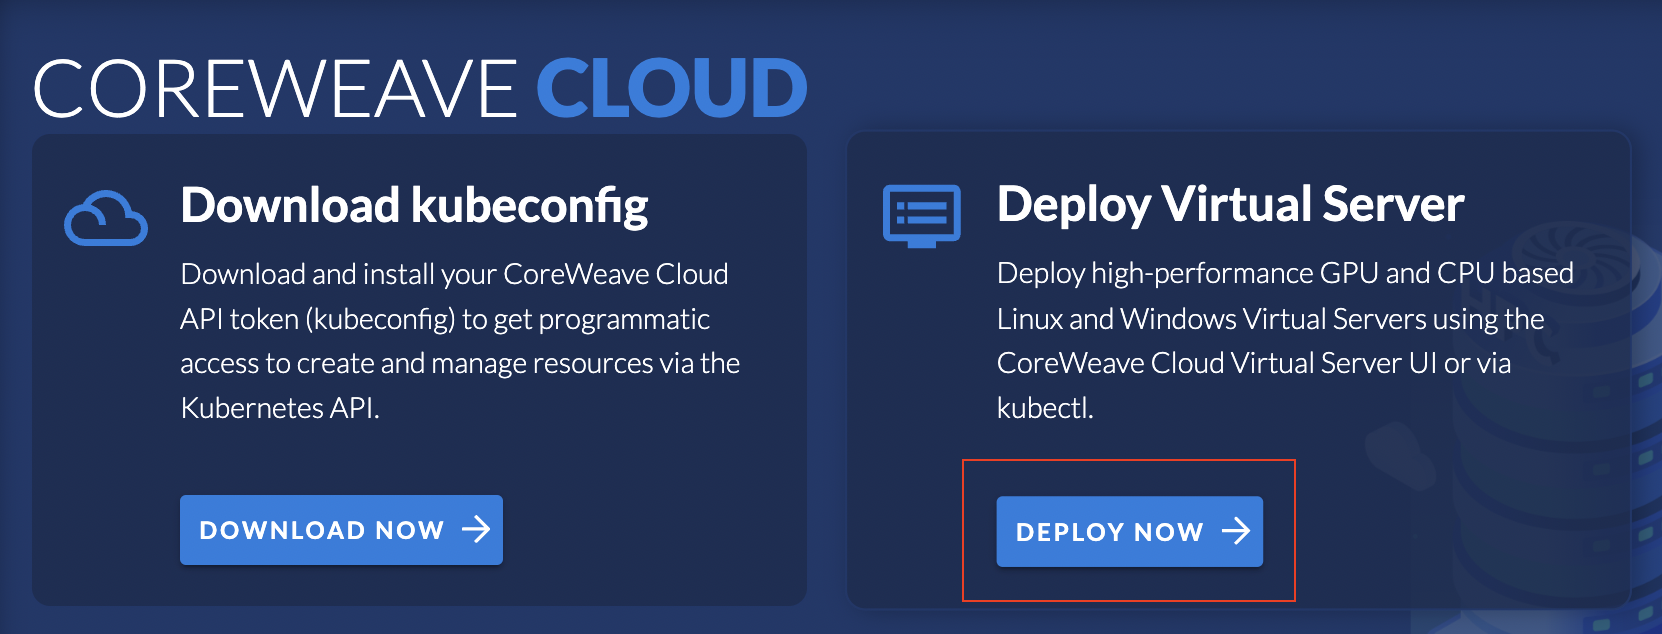 COREWEAVE CLOUD
Download kubeconfig
Download and install your CoreWeave Cloud
API token (kubeconfig) to get programmatic
access to create and manage resources via the
Kubernetes API.
DOWNLOAD NOW
Deploy Virtual Server
Deploy high-performance GPU and CPU based
Linux and Windows Virtual Servers using the
CoreWeave Cloud Virtual Server UI or via
kubectl.
DEPLOY NOW